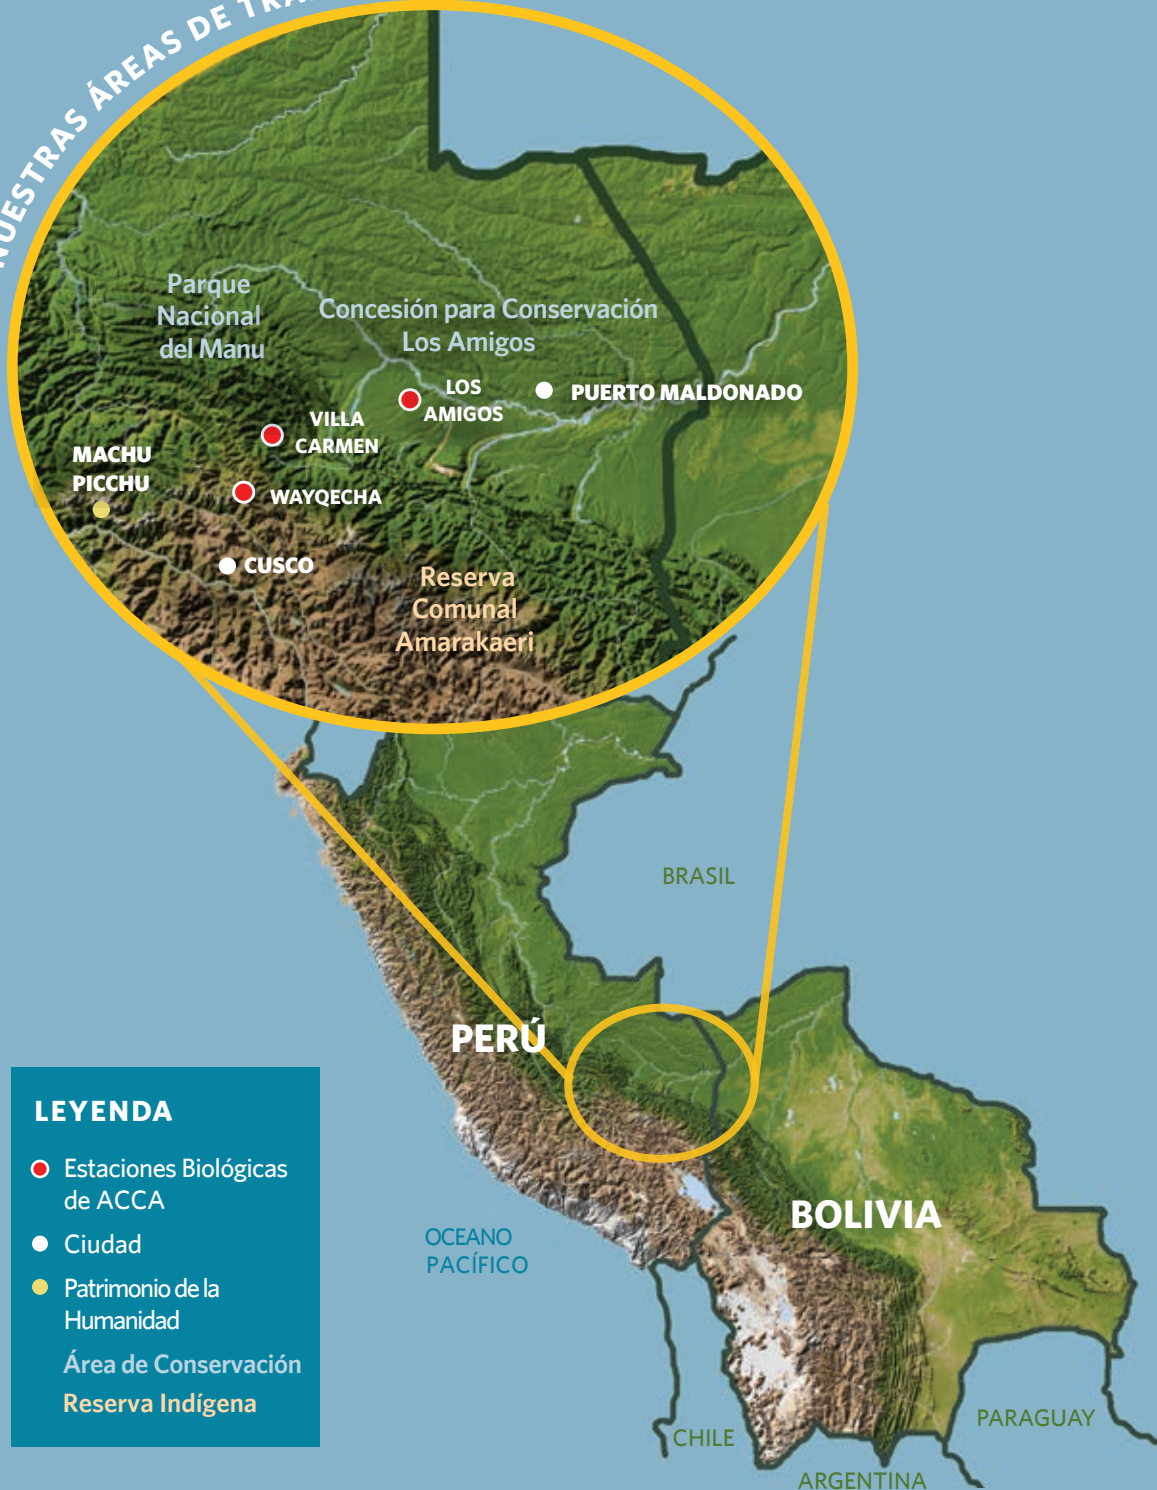 NUESTRAS ÁREAS DE
Parque
Nacional
del Manu
Concesión para Conservación
Los Amigos
LOS
AMIGOS
PUERTO MALDONADO
VILLA
CARMEN
MACHU
PICCHU
WAYQECHA
CUSCO
Reserva
Comunal
Amarakaeri
BRASIL
PERÚ
BOLIVIA
OCEANO
PACÍFICO
CHILE
PARAGUAY
ARGENTINA
LEYENDA
Estaciones Biológicas
de ACCA
Ciudad
Patrimonio de la
Humanidad
Área de Conservación
Reserva Indígena